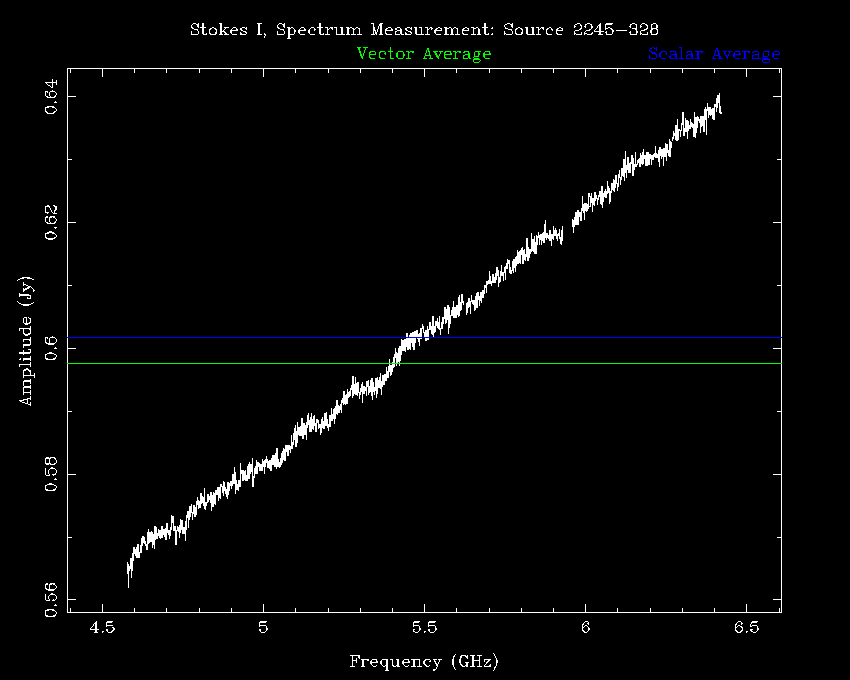 Stokes I, Spectrum Measurement: Source 2245-328
Vector Average Scalar Average
0.64
0.62
0.6
0.58
0.56
Amplitude (Jy)
4.5 5 5.5 6 6.5
Frequency (GHz)